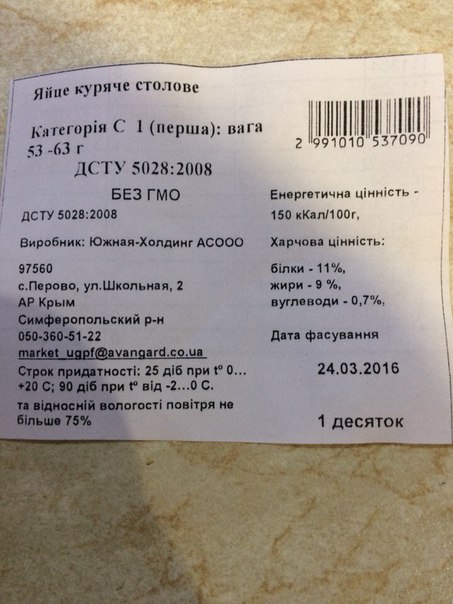 Яйце куряче столове
Категорія С 1 (перша): вага
53 -63 г
ДСТУ 5028:2008
2 991010 537090
БЕЗ ГМО
ДСТУ 5028:2008
Виробник: Южная-Холдинг АСООО
97560
с.Перово, ул.Школьная, 2
АР Крым
Симферопольский р-н
050-360-51-22
market_ugpf@avangard.co.ua
Строк придатності: 25 діб при tº 0...
+20 С; 90 діб при tº від -2...0 С.
та відносній вологості повітря не
більше 75%
Енергетична цінність -
150 кКал/100г,
Харчова цінність:
білки - 11%,
жири - 9 %,
вуглеводи - 0,7%,
Дата фасування
24.03.2016
1 десяток